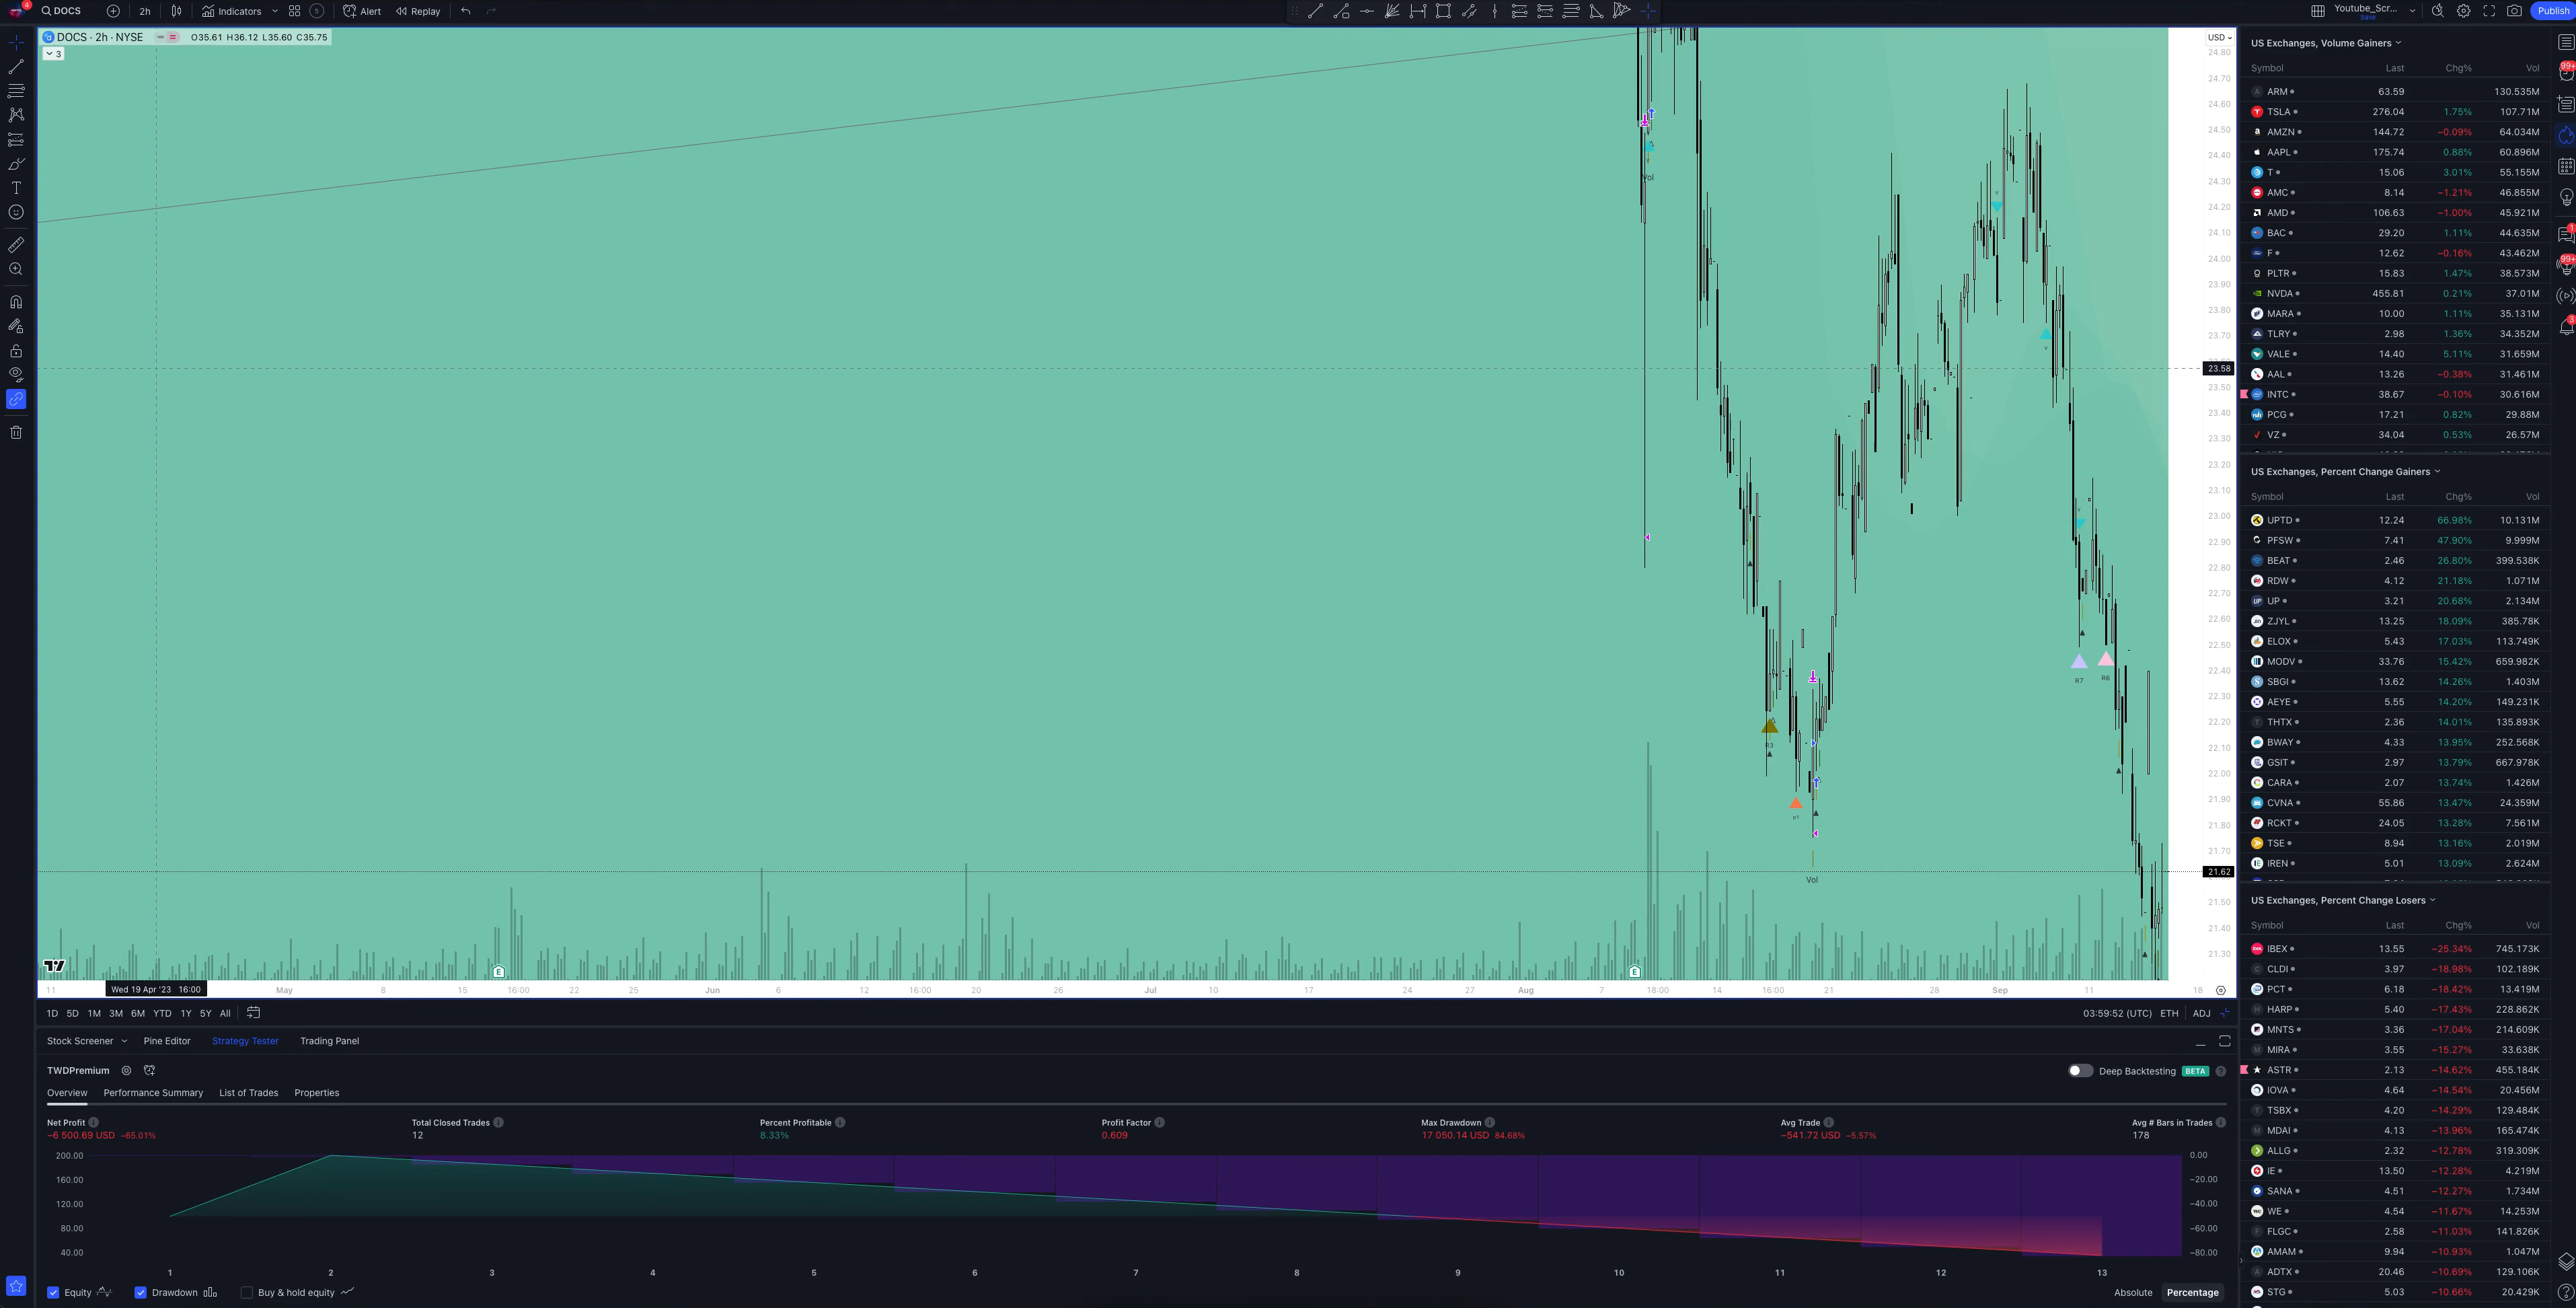 4
DOCS 2h Indicators 5 Alert Replay Youtube_Scr... Save Publish
DOCS · 2h · NYSE O35.61 H36.12 L35.60 C35.75
3
USD
24.80
24.70
24.60
24.50
24.40
24.30
24.20
24.10
24.00
23.90
23.80
23.70
23.58
23.50
23.40
23.30
23.20
23.10
23.00
22.90
22.80
22.70
22.60
22.50
22.40
22.30
22.20
22.10
22.00
21.90
21.80
21.70
21.62
21.50
21.40
21.30
Vol
R3
p1
Vol
R7
R6
E
E
11 Wed 19 Apr '23 16:00 May 8 15 16:00 22 25 Jun 6 12 16:00 20 26 Jul 10 17 24 27 Aug 7 18:00 14 16:00 21 28 Sep 11 18
1D 5D 1M 3M 6M YTD 1Y 5Y All 03:59:52 (UTC) ETH ADJ
Stock Screener Pine Editor Strategy Tester Trading Panel
TWDPremium Deep Backtesting BETA
Overview Performance Summary List of Trades Properties
Net Profit Total Closed Trades Percent Profitable Profit Factor Max Drawdown Avg Trade Avg # Bars in Trades
−6 500.69 USD −65.01% 12 8.33% 0.609 17 050.14 USD 84.68% −541.72 USD −5.57% 178
200.00 0.00
160.00 −20.00
120.00 −40.00
80.00 −60.00
40.00 −80.00
1 2 3 4 5 6 7 8 9 10 11 12 13
Equity Drawdown Buy & hold equity Absolute Percentage
US Exchanges, Volume Gainers
Symbol Last Chg% Vol
ARM 63.59 130.535M
TSLA 276.04 1.75% 107.71M
AMZN 144.72 −0.09% 64.034M
AAPL 175.74 0.88% 60.896M
T 15.06 3.01% 55.155M
AMC 8.14 −1.21% 46.855M
AMD 106.63 −1.00% 45.921M
BAC 29.20 1.11% 44.635M
F 12.62 −0.16% 43.462M
PLTR 15.83 1.47% 38.573M
NVDA 455.81 0.21% 37.01M
MARA 10.00 1.11% 35.131M
TLRY 2.98 1.36% 34.352M
VALE 14.40 5.11% 31.659M
AAL 13.26 −0.38% 31.461M
INTC 38.67 −0.10% 30.616M
PCG 17.21 0.82% 29.88M
VZ 34.04 0.53% 26.57M
US Exchanges, Percent Change Gainers
Symbol Last Chg% Vol
UPTD 12.24 66.98% 10.131M
PFSW 7.41 47.90% 9.999M
BEAT 2.46 26.80% 399.538K
RDW 4.12 21.18% 1.071M
UP 3.21 20.68% 2.134M
ZJYL 13.25 18.09% 385.78K
ELOX 5.43 17.03% 113.749K
MODV 33.76 15.42% 659.982K
SBGI 13.62 14.26% 1.403M
AEYE 5.55 14.20% 149.231K
THTX 2.36 14.01% 135.893K
BWAY 4.33 13.95% 252.568K
GSIT 2.97 13.79% 667.978K
CARA 2.07 13.74% 1.426M
CVNA 55.86 13.47% 24.359M
RCKT 24.05 13.28% 7.561M
TSE 8.94 13.16% 2.019M
IREN 5.01 13.09% 2.624M
US Exchanges, Percent Change Losers
Symbol Last Chg% Vol
IBEX 13.55 −25.34% 745.173K
CLDI 3.97 −18.98% 102.189K
PCT 6.18 −18.42% 13.419M
HARP 5.40 −17.43% 228.862K
MNTS 3.36 −17.04% 214.609K
MIRA 3.55 −15.27% 33.638K
ASTR 2.13 −14.62% 455.184K
IOVA 4.64 −14.54% 20.456M
TSBX 4.20 −14.29% 129.484K
MDAI 4.13 −13.96% 165.474K
ALLG 2.32 −12.78% 319.309K
IE 13.50 −12.28% 4.219M
SANA 4.51 −12.27% 1.734M
WE 4.54 −11.67% 14.253M
FLGC 2.58 −11.03% 141.826K
AMAM 9.94 −10.93% 1.047M
ADTX 20.46 −10.69% 129.106K
STG 5.03 −10.66% 20.429K
99+
1
99+
3